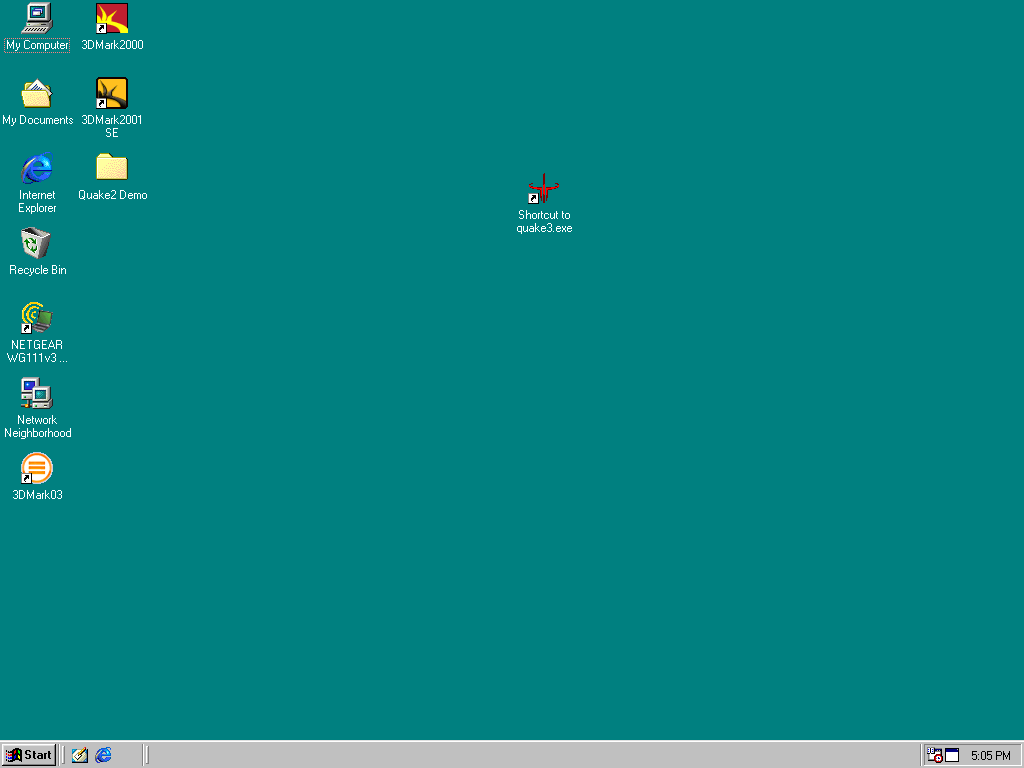 My Computer
3DMark2000
My Documents
3DMark2001
SE
Internet
Explorer
Quake2 Demo
Shortcut to
quake3.exe
Recycle Bin
NETGEAR
WG111v3 ...
Network
Neighborhood
3DMark03
Start
5:05 PM